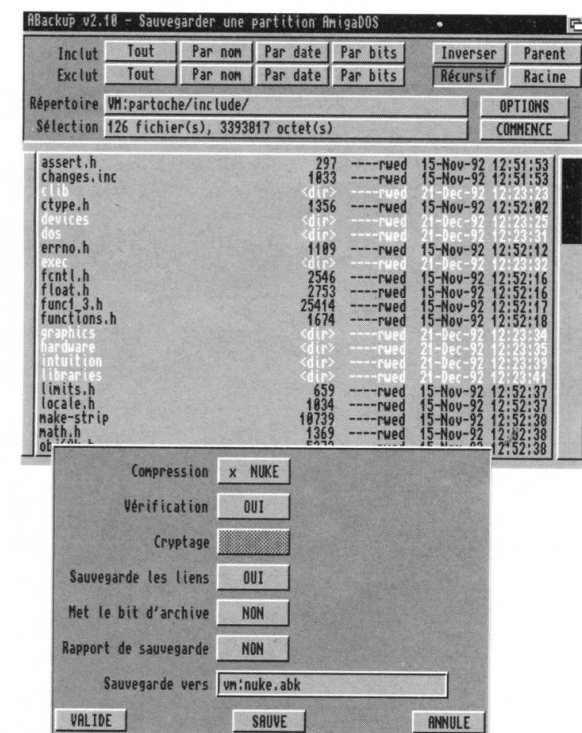 ABackup v2.10 - Sauvegarder une partition AmigaDOS
Inclut Tout Par nom Par date Par bits Inverser Parent
Exclut Tout Par nom Par date Par bits Récursif Racine
Répertoire VM:partoche/include/ OPTIONS
Sélection 126 fichier(s), 3393817 octet(s) COMMENCE
assert.h 297 ----rwed 15-Nov-92 12:51:53
changes.inc 1033 ----rwed 15-Nov-92 12:51:53
clib <dir> ----rwed 21-Dec-92 12:23:23
ctype.h 1356 ----rwed 15-Nov-92 12:52:02
devices <dir> ----rwed 21-Dec-92 12:23:25
dos <dir> ----rwed 21-Dec-92 12:23:31
errno.h 1109 ----rwed 15-Nov-92 12:52:12
exec <dir> ----rwed 21-Dec-92 12:23:32
fcntl.h 2546 ----rwed 15-Nov-92 12:52:16
float.h 2753 ----rwed 15-Nov-92 12:52:16
func1_3.h 25414 ----rwed 15-Nov-92 12:52:17
functions.h 1674 ----rwed 15-Nov-92 12:52:18
graphics <dir> ----rwed 21-Dec-92 12:23:34
hardware <dir> ----rwed 21-Dec-92 12:23:35
intuition <dir> ----rwed 21-Dec-92 12:23:39
libraries <dir> ----rwed 21-Dec-92 12:23:41
limits.h 659 ----rwed 15-Nov-92 12:52:37
locale.h 1034 ----rwed 15-Nov-92 12:52:37
make-strip 10739 ----rwed 15-Nov-92 12:52:38
math.h 1369 ----rwed 15-Nov-92 12:52:38
----rwed 15-Nov-92 12:52:38
Compression x NUKE
Vérification OUI
Cryptage
Sauvegarde les liens OUI
Met le bit d'archive NON
Rapport de sauvegarde NON
Sauvegarde vers vm:nuke.abk
VALIDE SAUVE ANNULE